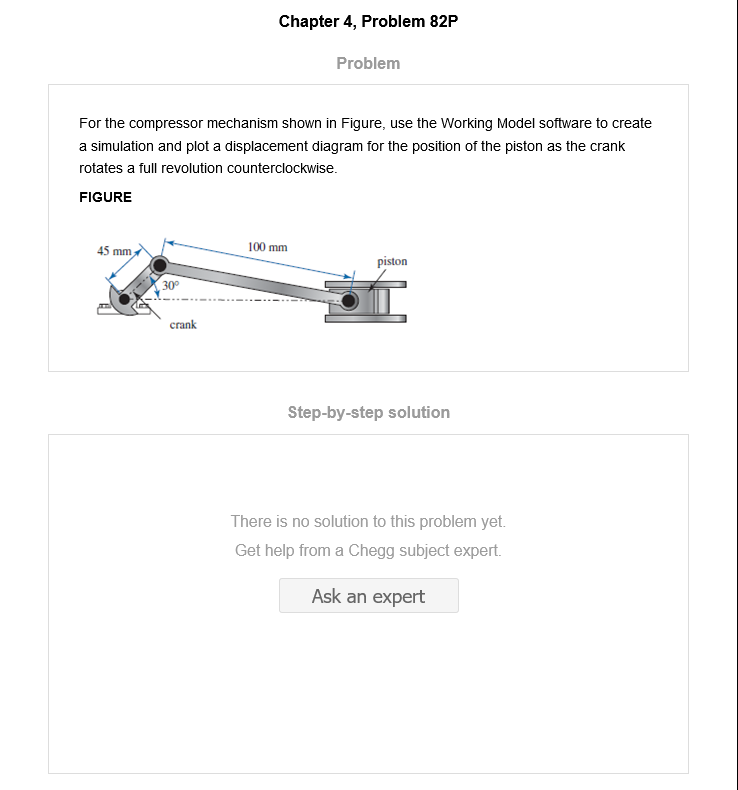 Chapter 4, Problem 82P
Problem
For the compressor mechanism shown in Figure, use the Working Model software to create
a simulation and plot a displacement diagram for the position of the piston as the crank
rotates a full revolution counterclockwise.
FIGURE
45 mm
100 mm
piston
30°
crank
Step-by-step solution
There is no solution to this problem yet.
Get help from a Chegg subject expert.
Ask an expert